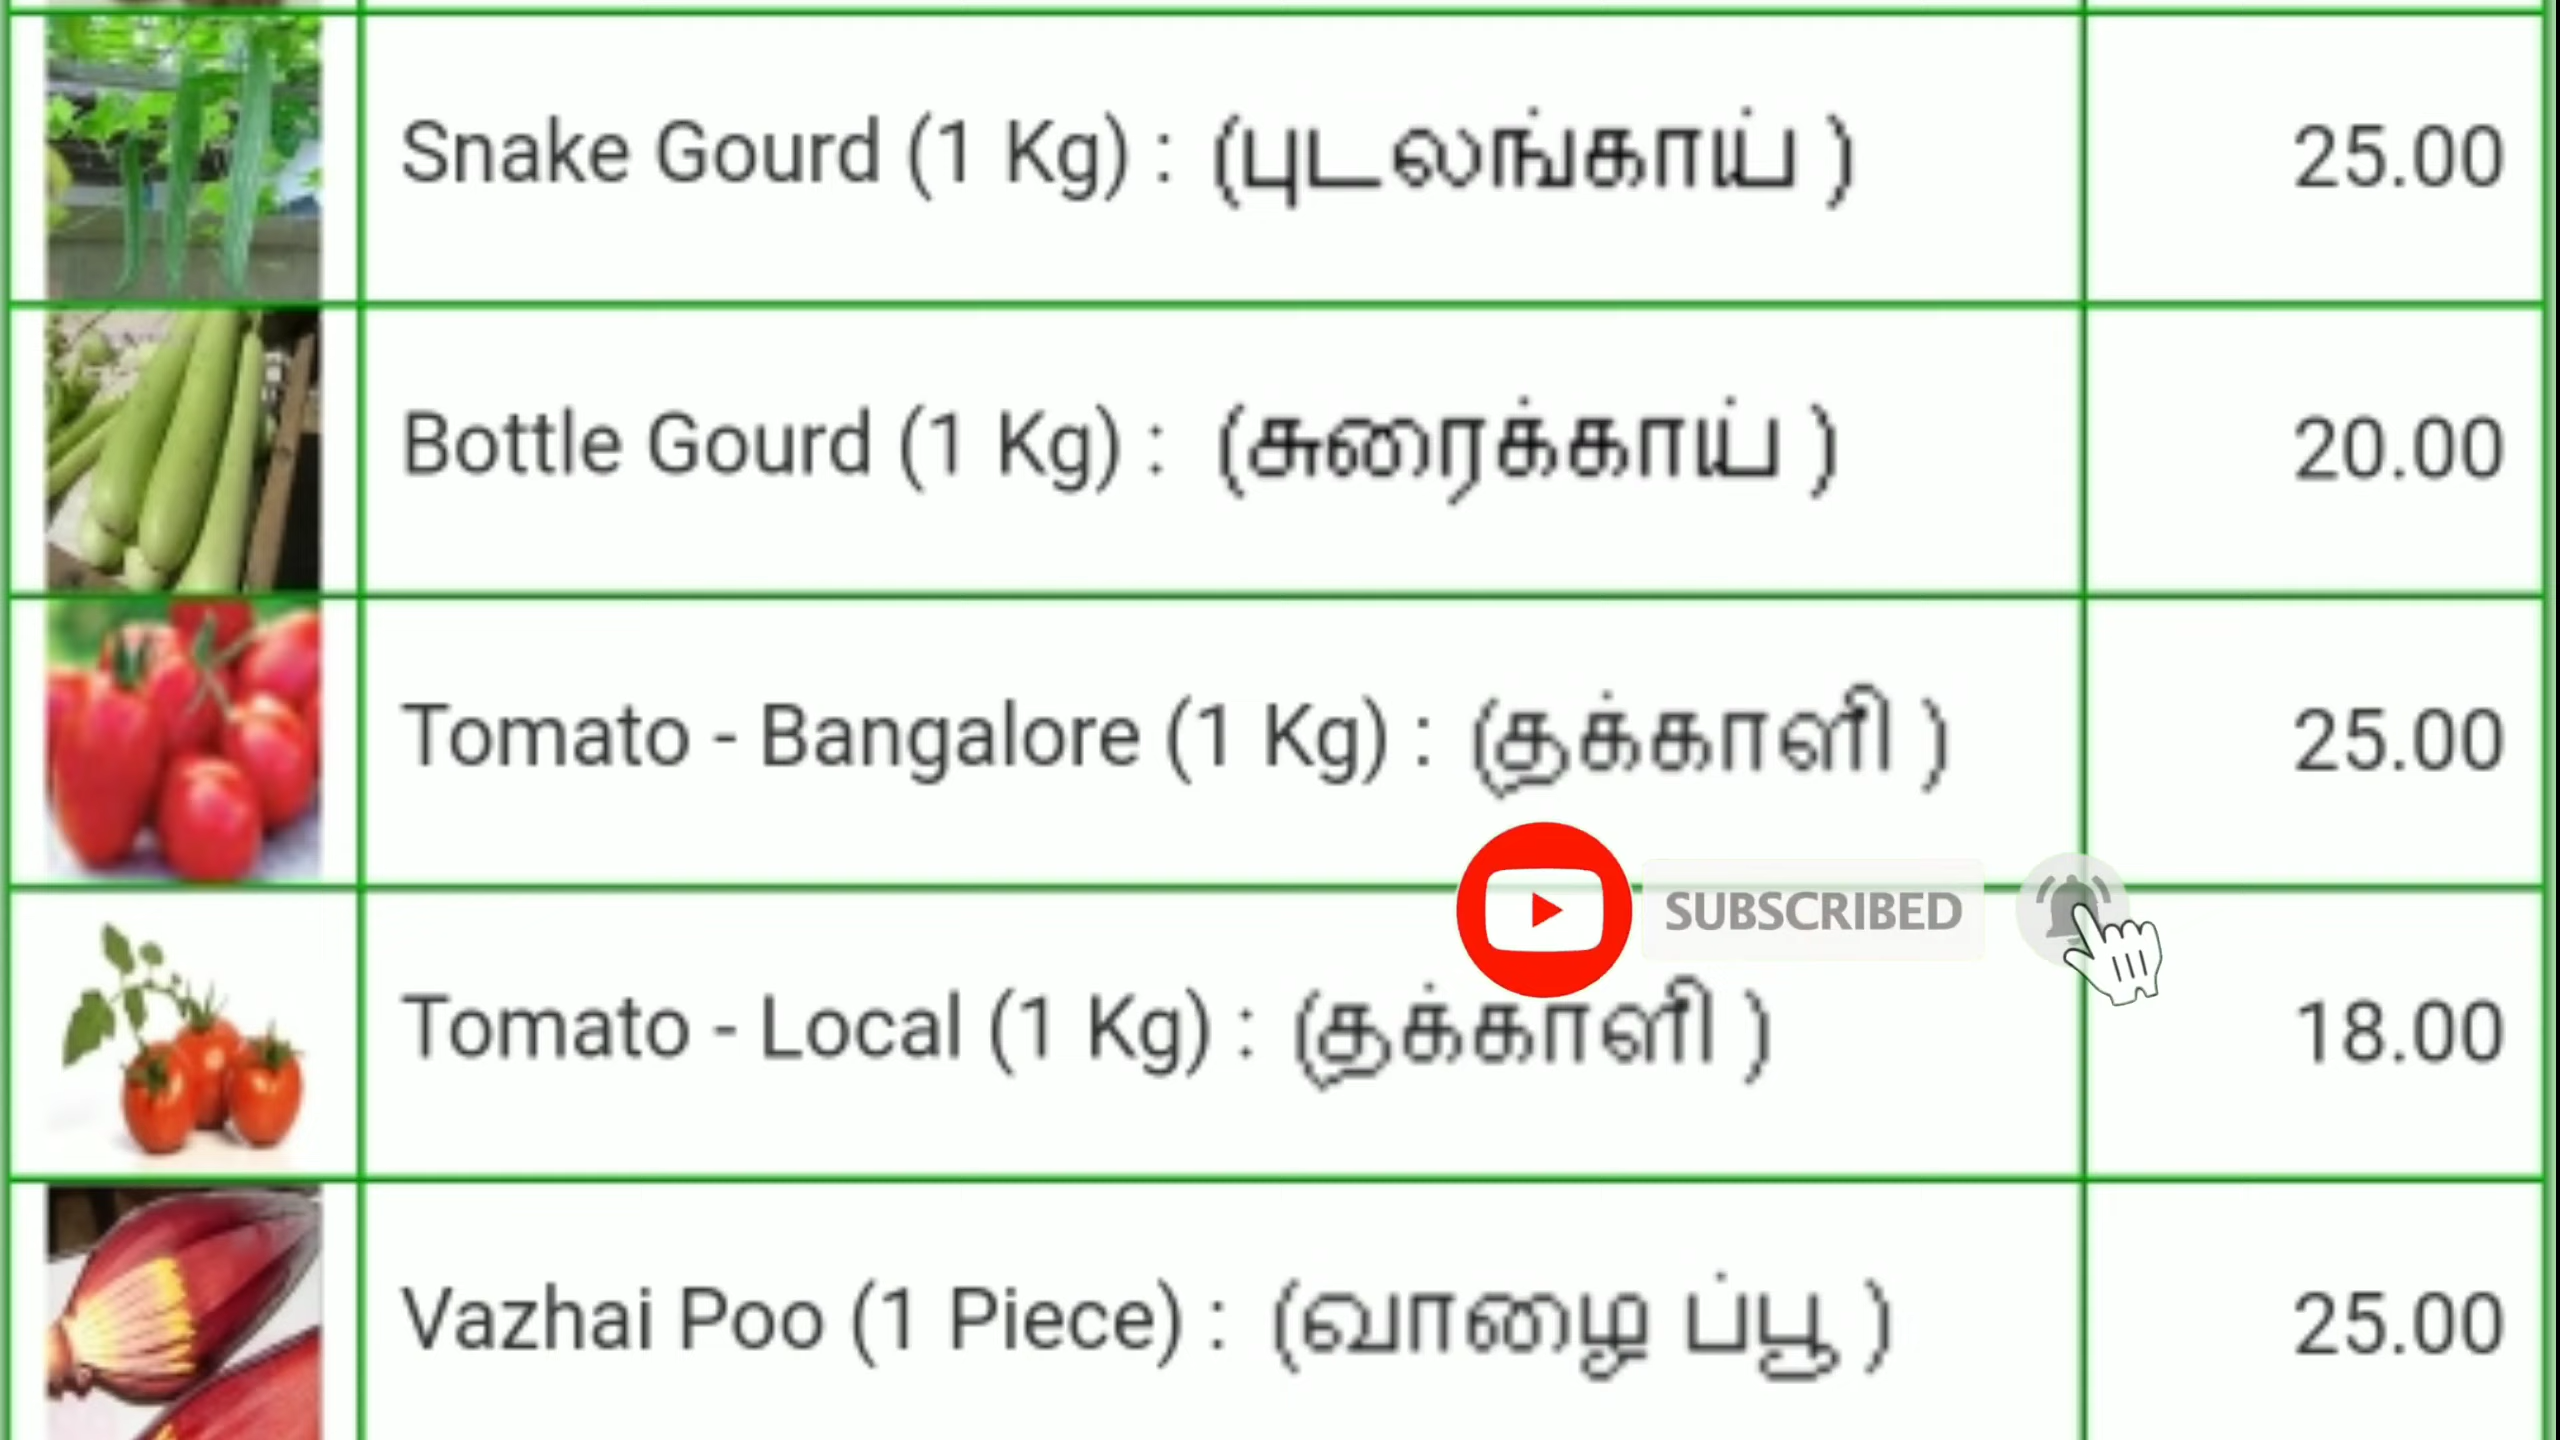 Snake Gourd (1 Kg) : (புடலங்காய் ) 25.00
Bottle Gourd (1 Kg) : (சுரைக்காய் ) 20.00
Tomato - Bangalore (1 Kg) : (தக்காளி ) 25.00
SUBSCRIBED
Tomato - Local (1 Kg) : (தக்காளி ) 18.00
Vazhai Poo (1 Piece) : (வாழை ப்பூ ) 25.00